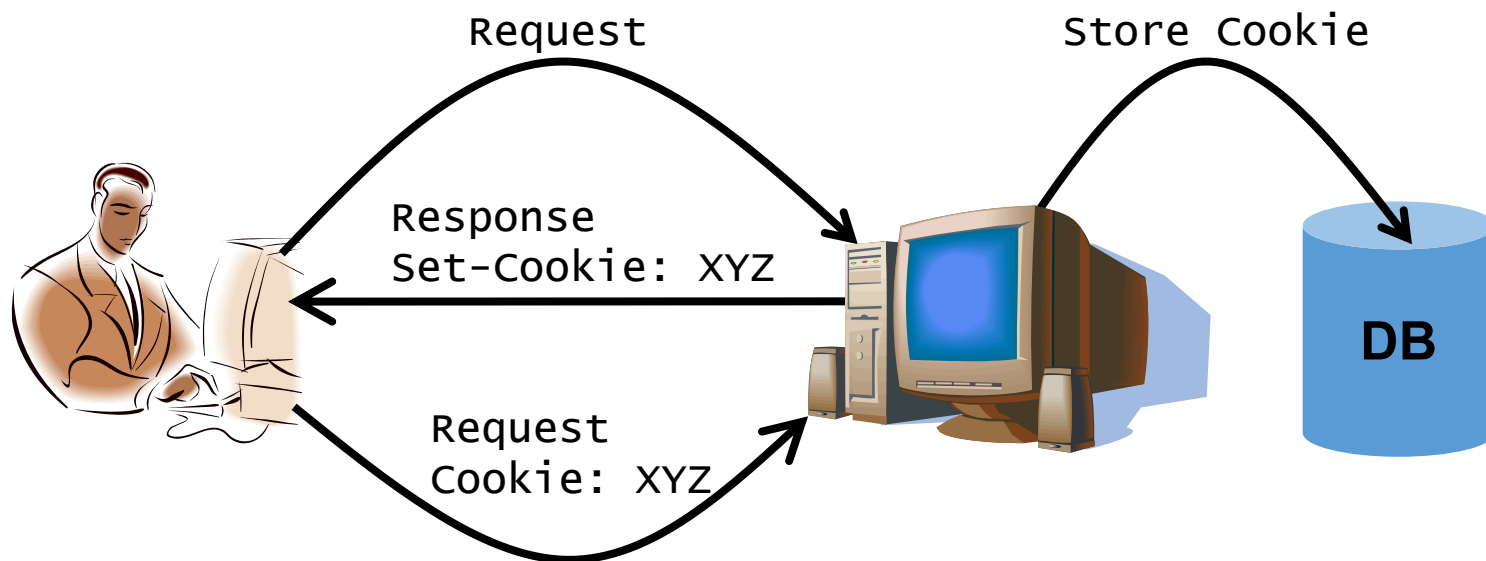 Request
Store Cookie
Response
Set-Cookie: XYZ
DB
Request
Cookie: XYZ